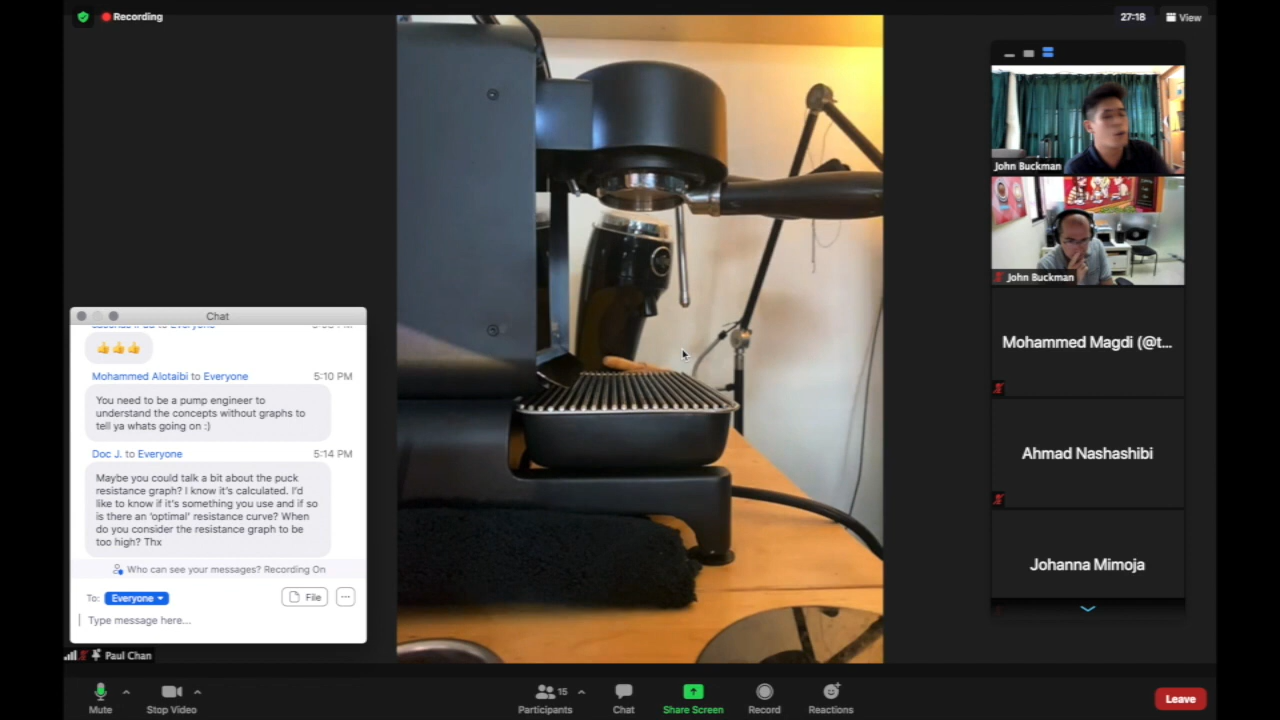 Recording
27:18
View
John Buckman
John Buckman
Mohammed Magdi (@t...
Ahmad Nashashibi
Johanna Mimoja
Chat
to Everyone
👍👍👍
Mohammed Alotaibi to Everyone
5:10 PM
You need to be a pump engineer to
understand the concepts without graphs to
tell ya whats going on :)
Doc J. to Everyone
5:14 PM
Maybe you could talk a bit about the puck
resistance graph? I know it's calculated. I'd
like to know if it's something you use and if so
is there an 'optimal' resistance curve? When
do you consider the resistance graph to be
too high? Thx
Who can see your messages? Recording On
To: Everyone
File
...
Type message here...
Paul Chan
Mute
Stop Video
Participants
15
Chat
Share Screen
Record
Reactions
Leave